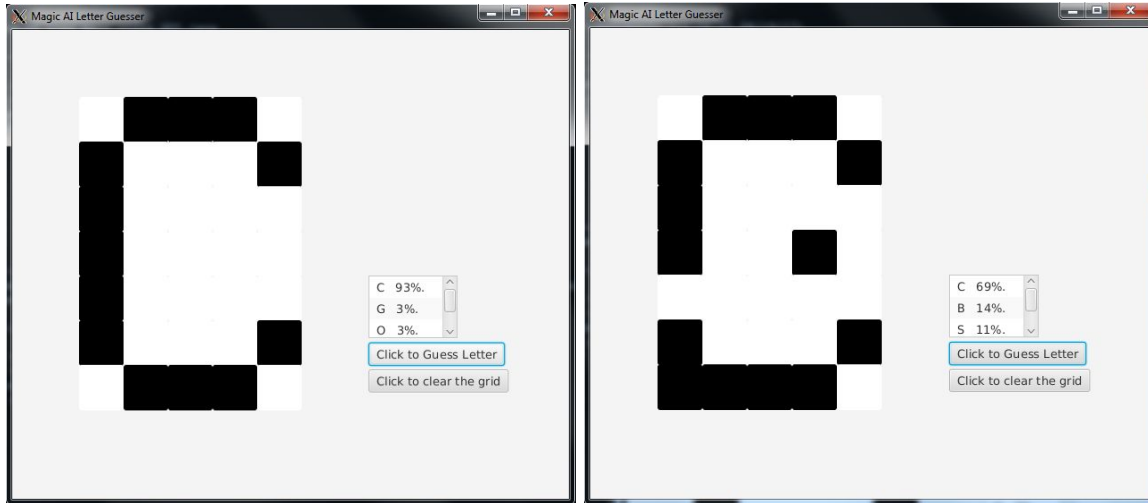 Magic AI Letter Guesser
C 93%.
G 3%.
O 3%.
Click to Guess Letter
Click to clear the grid
Magic AI Letter Guesser
C 69%.
B 14%.
S 11%.
Click to Guess Letter
Click to clear the grid